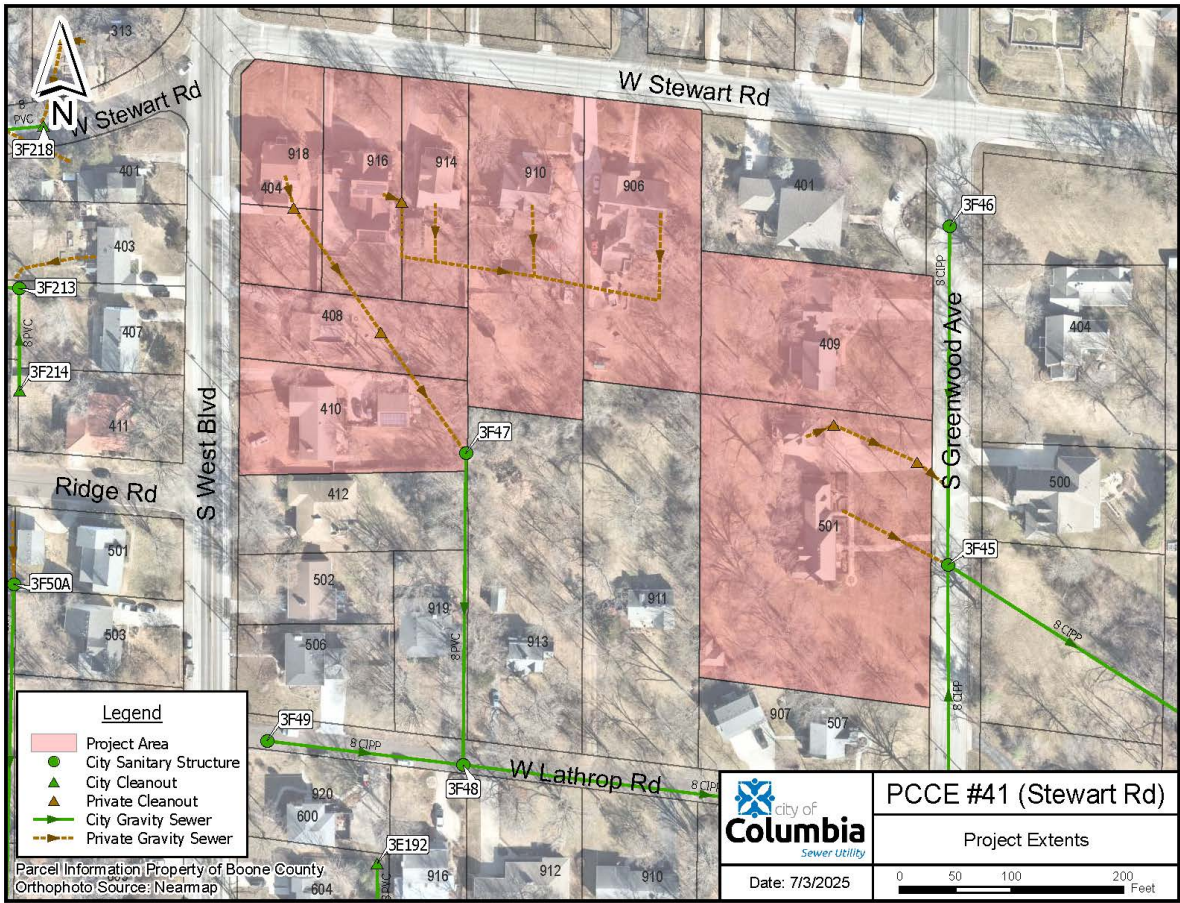 313
N
8
PVC
W Stewart Rd
3F218
W Stewart Rd
401
918
916
914
910
906
401
404
3F46
403
3F213
407
8 PVC
3F214
411
408
410
409
8 CIPP
S Greenwood Ave
404
3F47
S West Blvd
Ridge Rd
412
501
500
501
3F45
3F50A
502
503
506
919
8 PVC
911
913
8 CIPP
8 CIPP
907
507
3F49
8 CIPP
3F48
W Lathrop Rd
8 CIPP
920
600
3E192
PVC
604
916
912
910
Legend
Project Area
City Sanitary Structure
City Cleanout
Private Cleanout
City Gravity Sewer
Private Gravity Sewer
Parcel Information Property of Boone County
Orthophoto Source: Nearmap
city of
Columbia
Sewer Utility
Date: 7/3/2025
PCCE #41 (Stewart Rd)
Project Extents
0 50 100 200
Feet